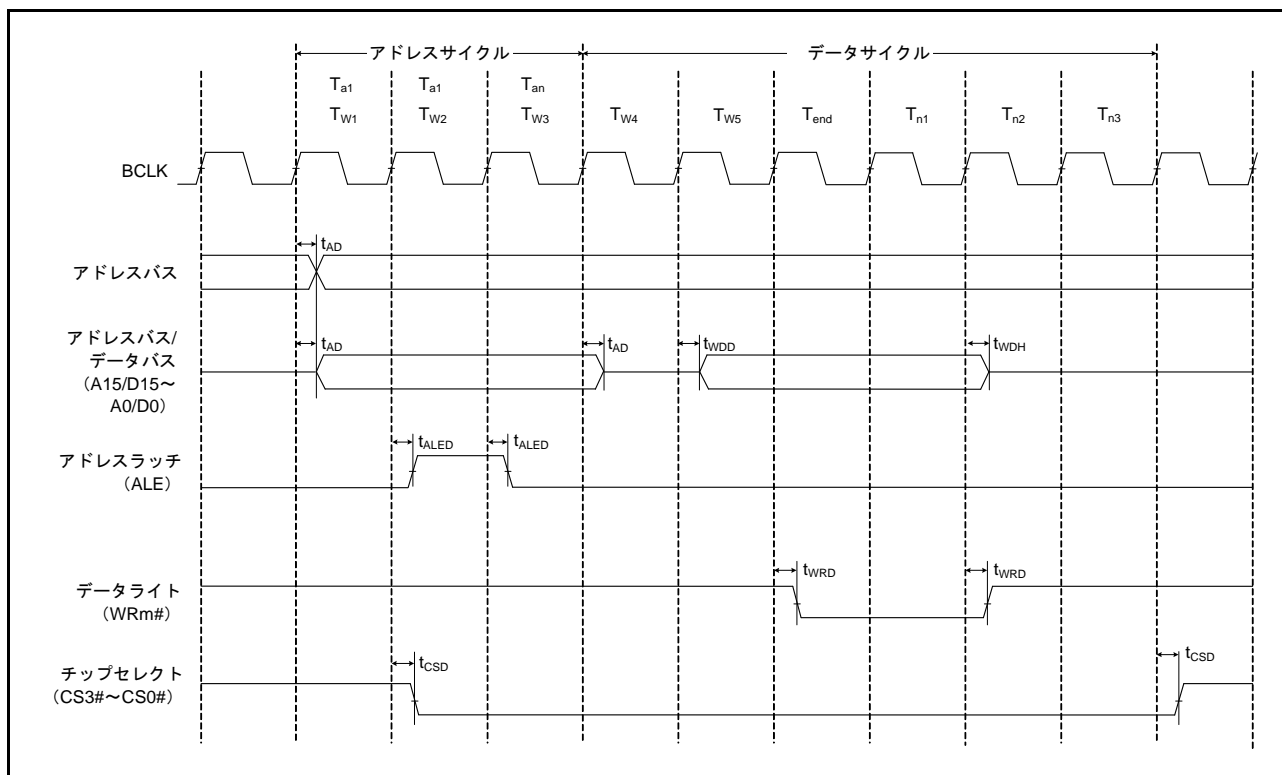 アドレスサイクル データサイクル
Ta1 Ta1 Tan
TW1 TW2 TW3 TW4 TW5 Tend Tn1 Tn2 Tn3
BCLK
tAD
アドレスバス
アドレスバス/
データバス
（A15/D15～
A0/D0）
tAD tAD tWDD tWDH
アドレスラッチ
（ALE）
tALED tALED
データライト
（WRm#）
tWRD tWRD
チップセレクト
（CS3#～CS0#）
tCSD tCSD